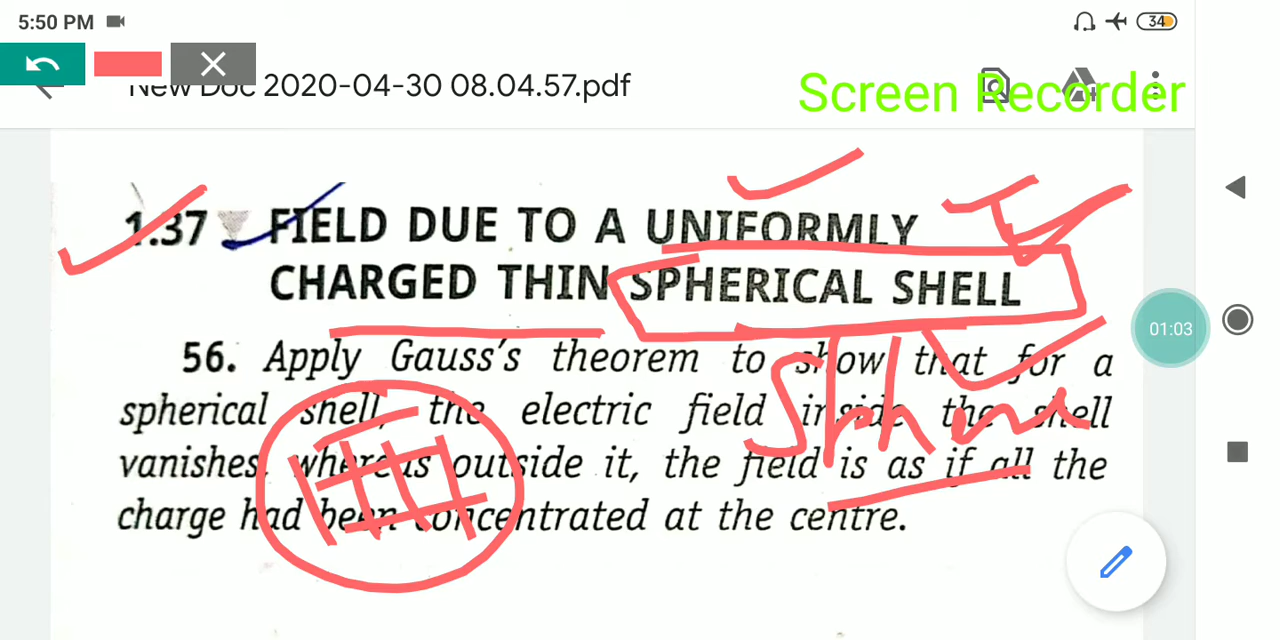 5:50 PM
34
New Doc 2020-04-30 08.04.57.pdf
Screen Recorder
1.37 FIELD DUE TO A UNIFORMLY
CHARGED THIN SPHERICAL SHELL
01:03
56. Apply Gauss's theorem to show that for a
spherical shell, the electric field inside the shell
vanishes, whereas outside it, the field is as if all the
charge had been concentrated at the centre.